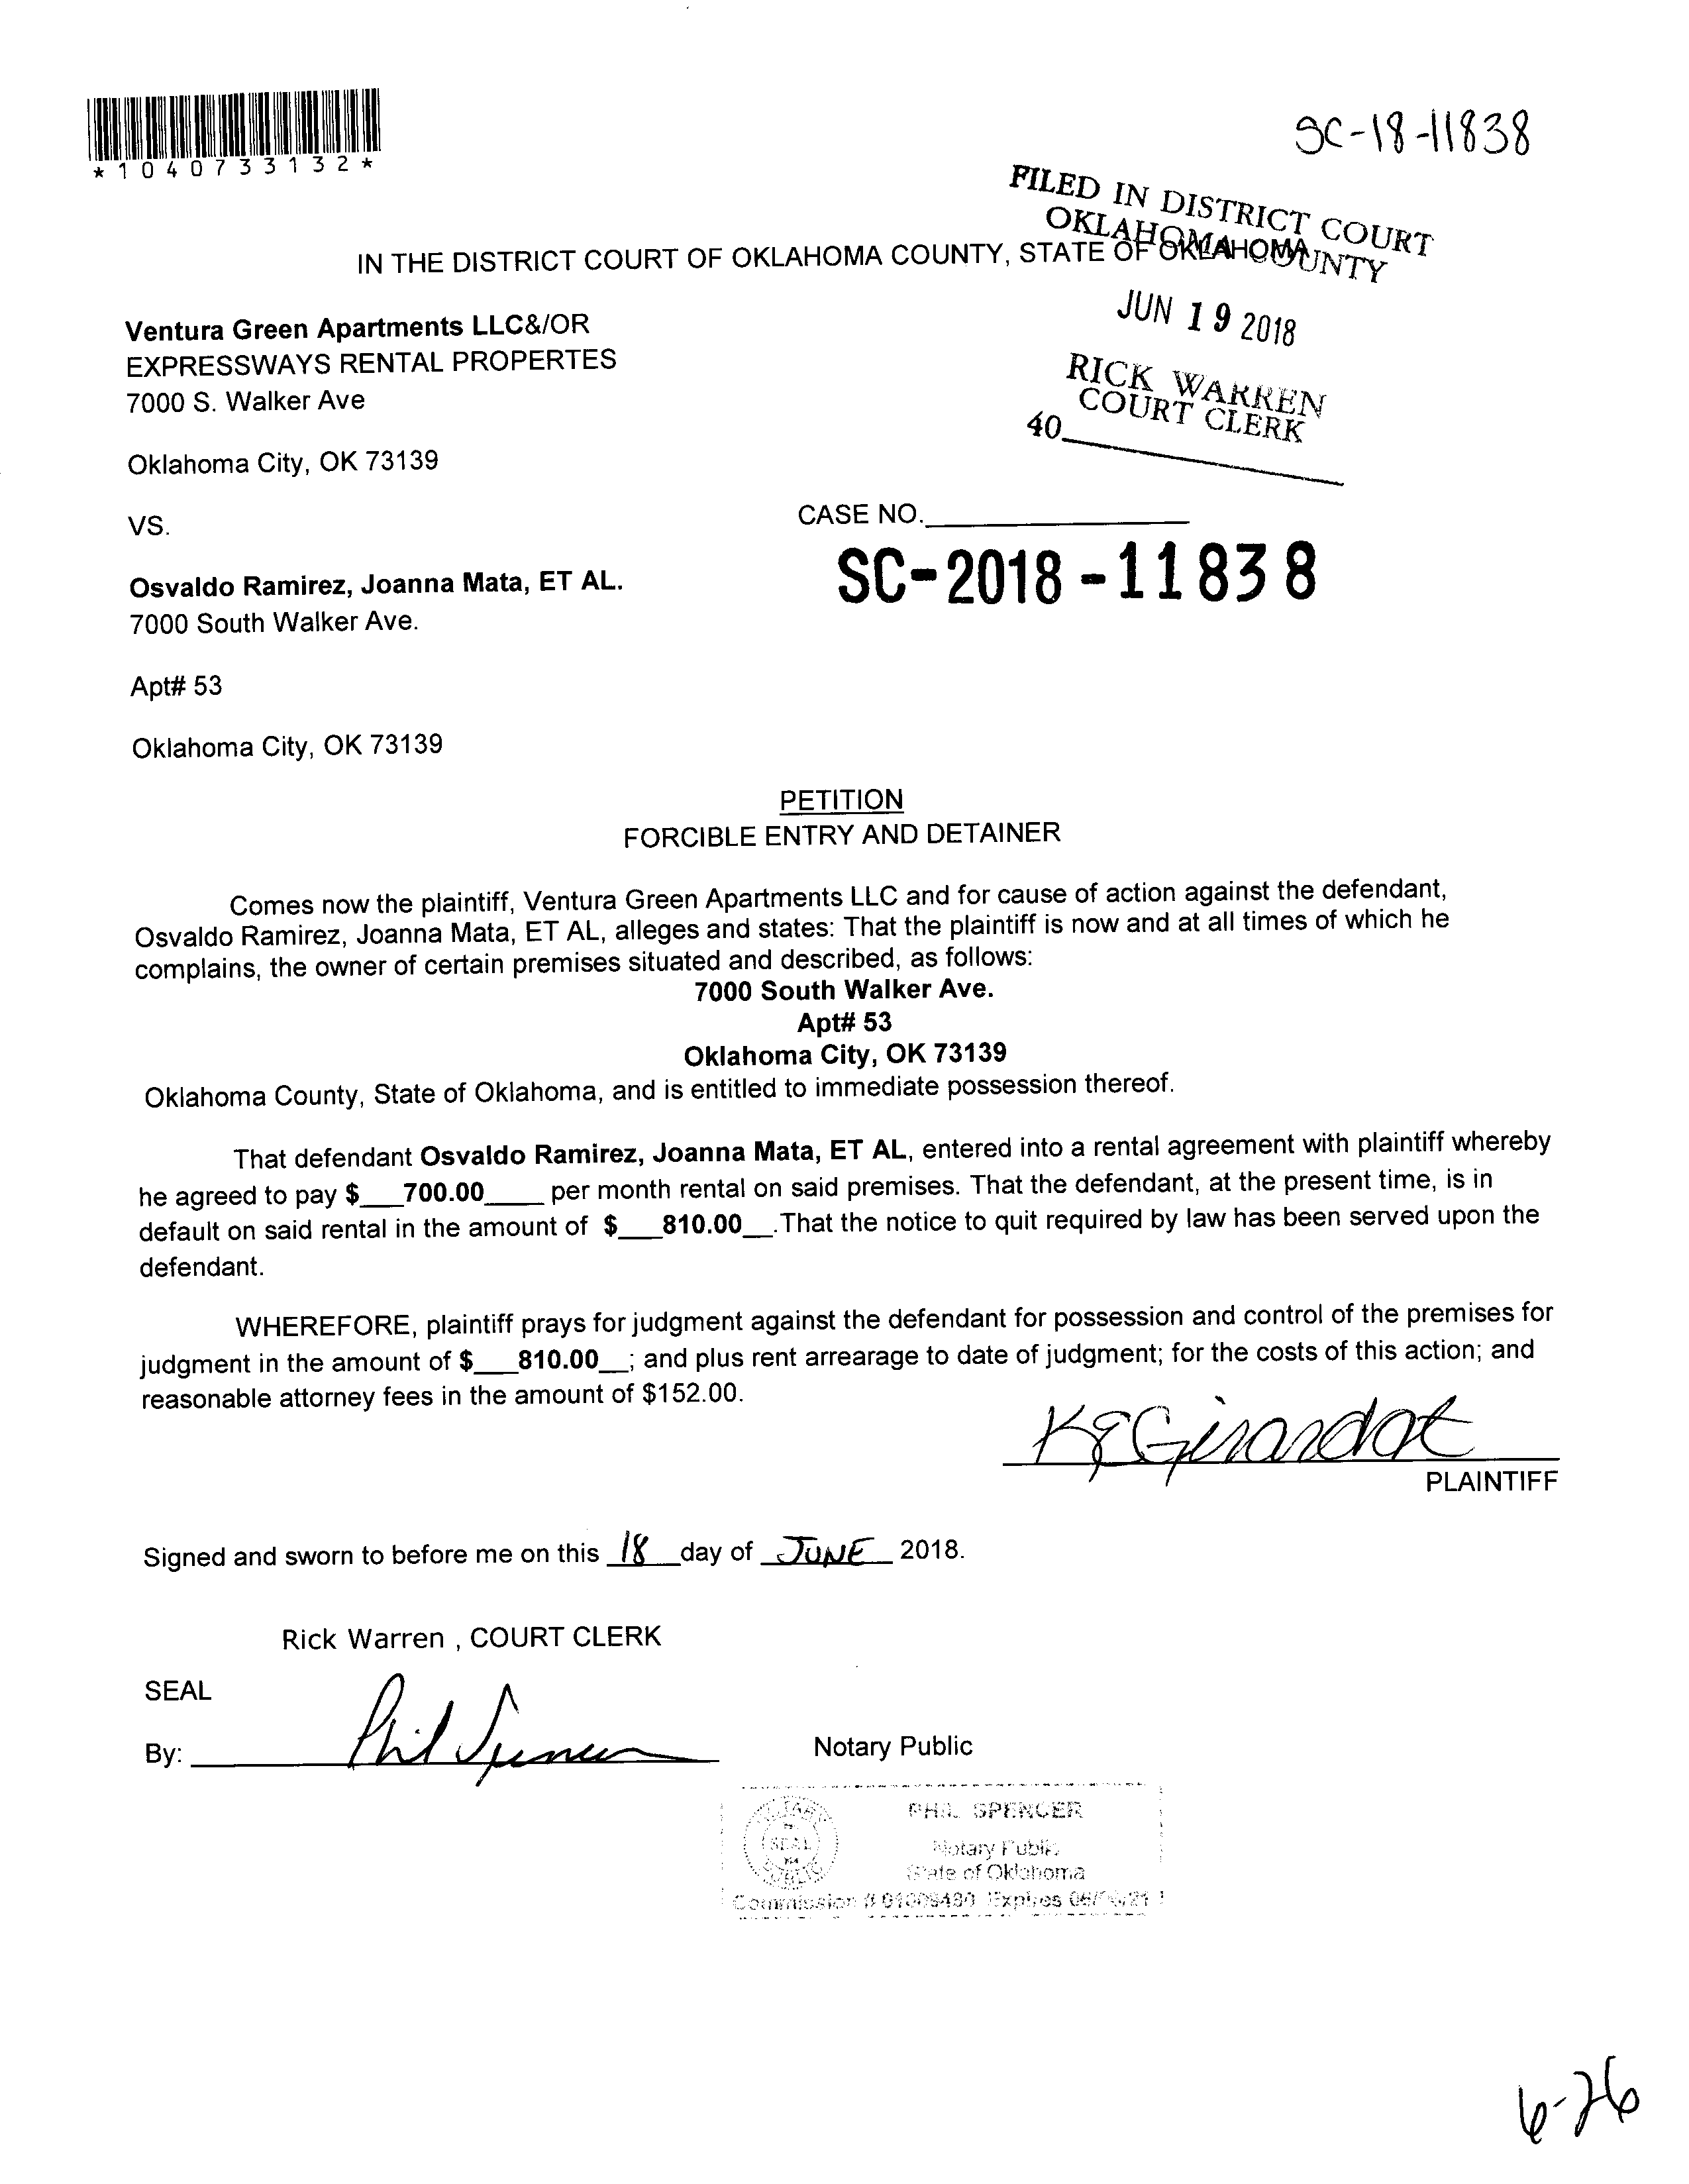 *1040733132*
SC-18-11838
FILED IN DISTRICT COURT
OKLAHOMA COUNTY
IN THE DISTRICT COURT OF OKLAHOMA COUNTY, STATE OF OKLAHOMA
JUN 19 2018
Ventura Green Apartments LLC&/OR
EXPRESSWAYS RENTAL PROPERTES
7000 S. Walker Ave
RICK WARREN
COURT CLERK
40
Oklahoma City, OK 73139
CASE NO.
VS.
SC-2018-11838
Osvaldo Ramirez, Joanna Mata, ET AL.
7000 South Walker Ave.
Apt# 53
Oklahoma City, OK 73139
PETITION
FORCIBLE ENTRY AND DETAINER
Comes now the plaintiff, Ventura Green Apartments LLC and for cause of action against the defendant,
Osvaldo Ramirez, Joanna Mata, ET AL, alleges and states: That the plaintiff is now and at all times of which he
complains, the owner of certain premises situated and described, as follows:
7000 South Walker Ave.
Apt# 53
Oklahoma City, OK 73139
Oklahoma County, State of Oklahoma, and is entitled to immediate possession thereof.
That defendant Osvaldo Ramirez, Joanna Mata, ET AL, entered into a rental agreement with plaintiff whereby
he agreed to pay $___700.00____ per month rental on said premises. That the defendant, at the present time, is in
default on said rental in the amount of $___810.00__.That the notice to quit required by law has been served upon the
defendant.
WHEREFORE, plaintiff prays for judgment against the defendant for possession and control of the premises for
judgment in the amount of $___810.00__; and plus rent arrearage to date of judgment; for the costs of this action; and
reasonable attorney fees in the amount of $152.00.
KEGirardot
PLAINTIFF
Signed and sworn to before me on this 18 day of JUNE 2018.
Rick Warren , COURT CLERK
SEAL
By: Phil Spencer
Notary Public
PHIL SPENCER
Notary Public
State of Oklahoma
Commission # Expires
NOTARY
SEAL
PUBLIC
6-26